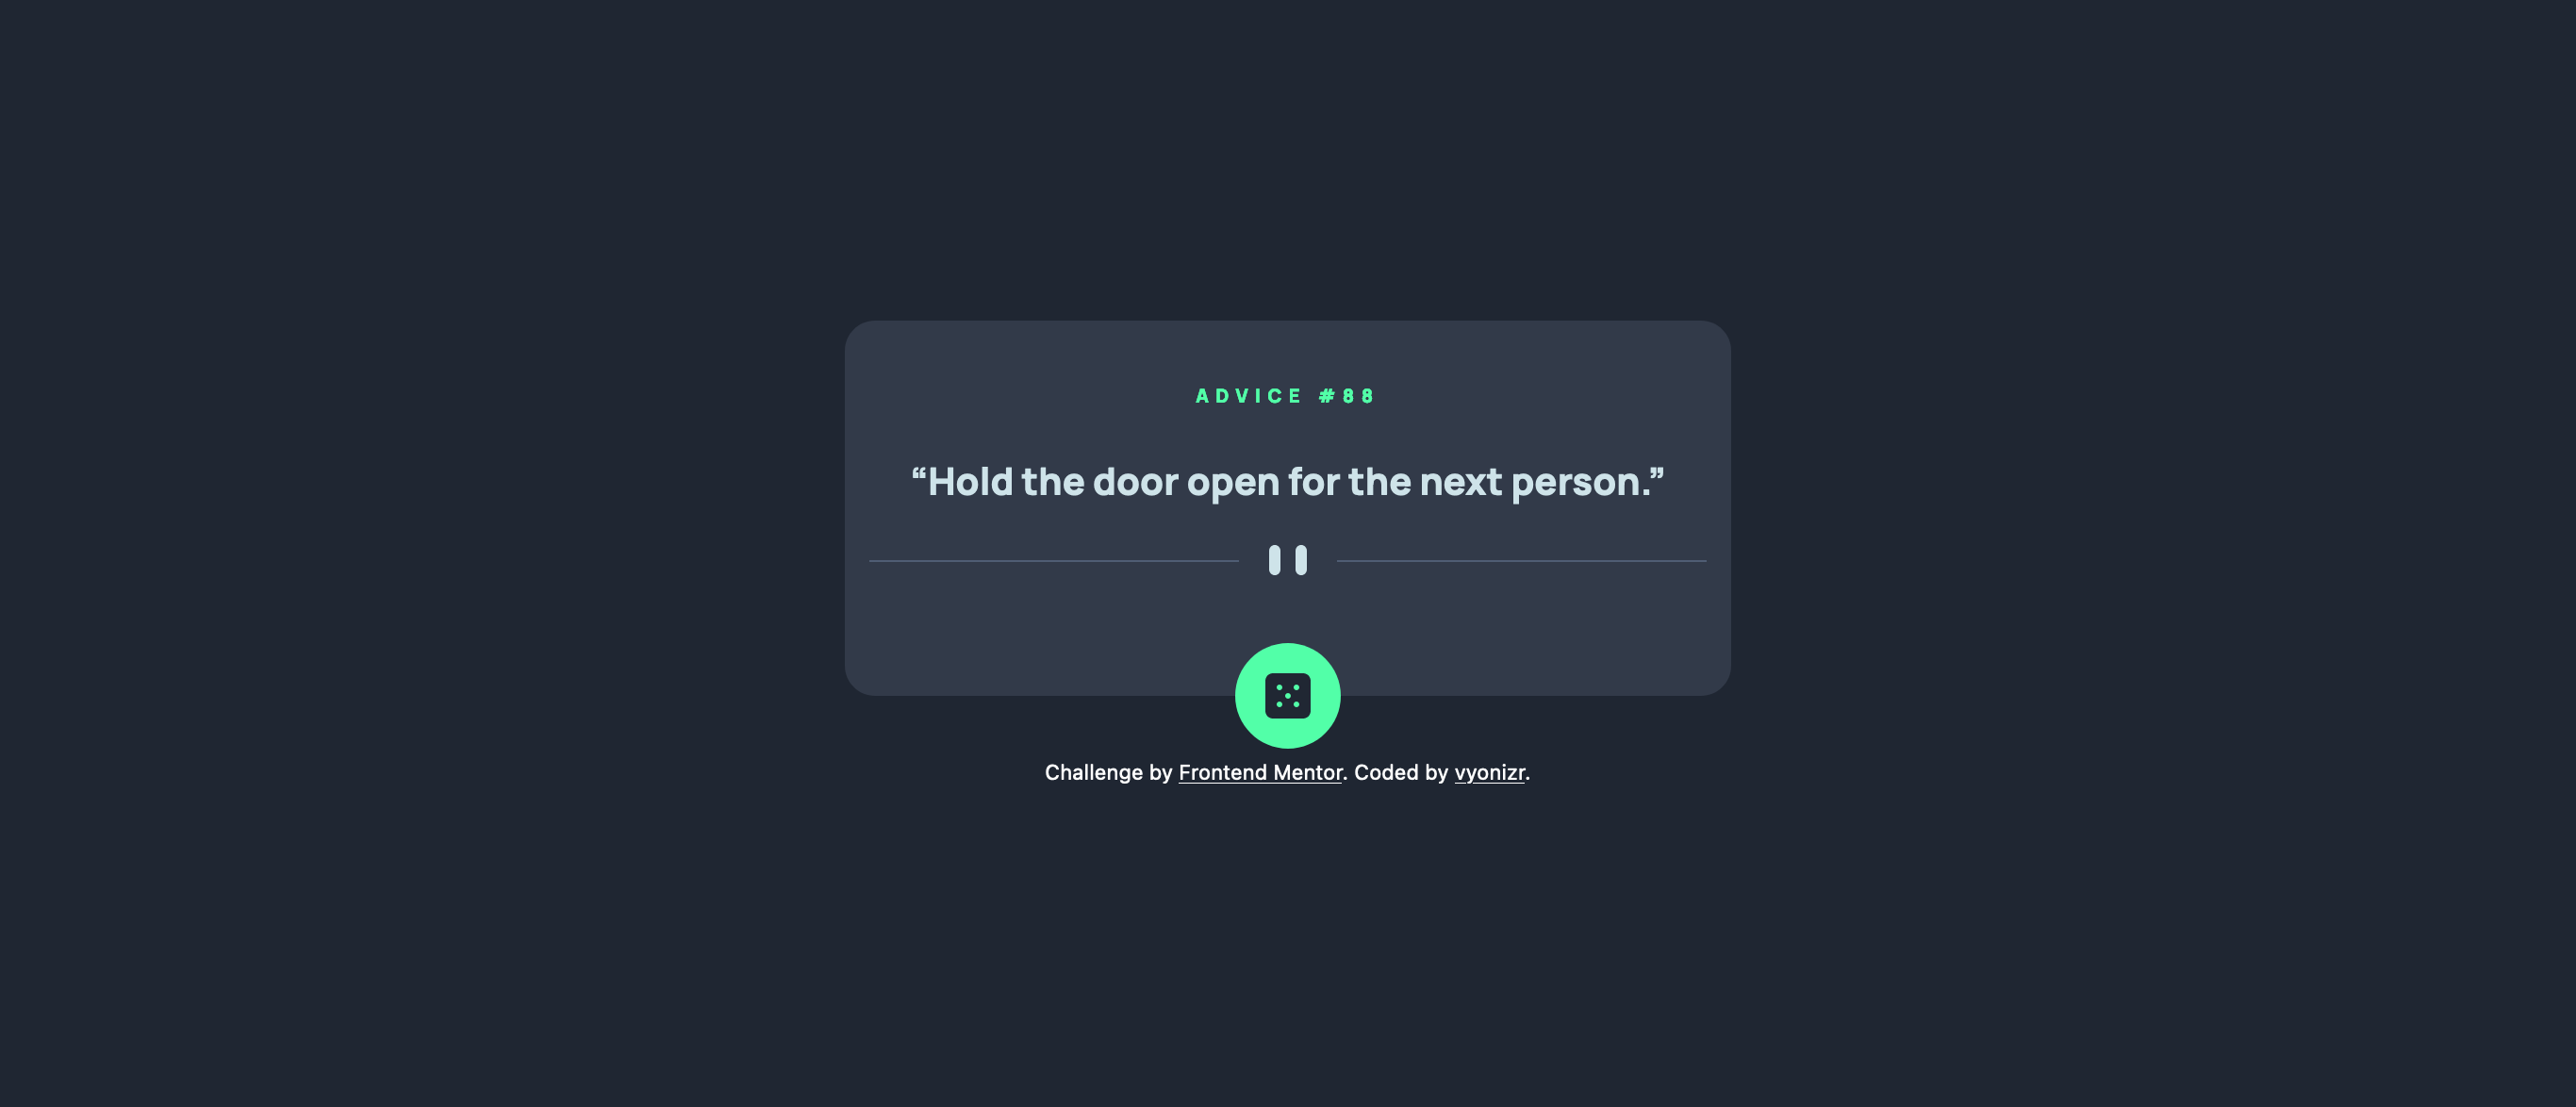 ADVICE #88
“Hold the door open for the next person.”
Challenge by Frontend Mentor. Coded by vyonizr.